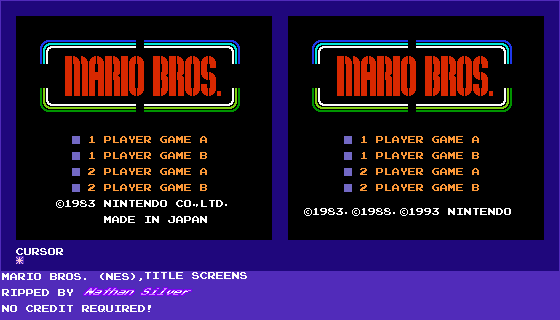 MARIO BROS.
1 PLAYER GAME A
1 PLAYER GAME B
2 PLAYER GAME A
2 PLAYER GAME B
©1983 NINTENDO CO.,LTD.
MADE IN JAPAN
MARIO BROS.
1 PLAYER GAME A
1 PLAYER GAME B
2 PLAYER GAME A
2 PLAYER GAME B
©1983.©1988.©1993 NINTENDO
CURSOR
MARIO BROS. (NES),TITLE SCREENS
RIPPED BY Nathan Silver
NO CREDIT REQUIRED!